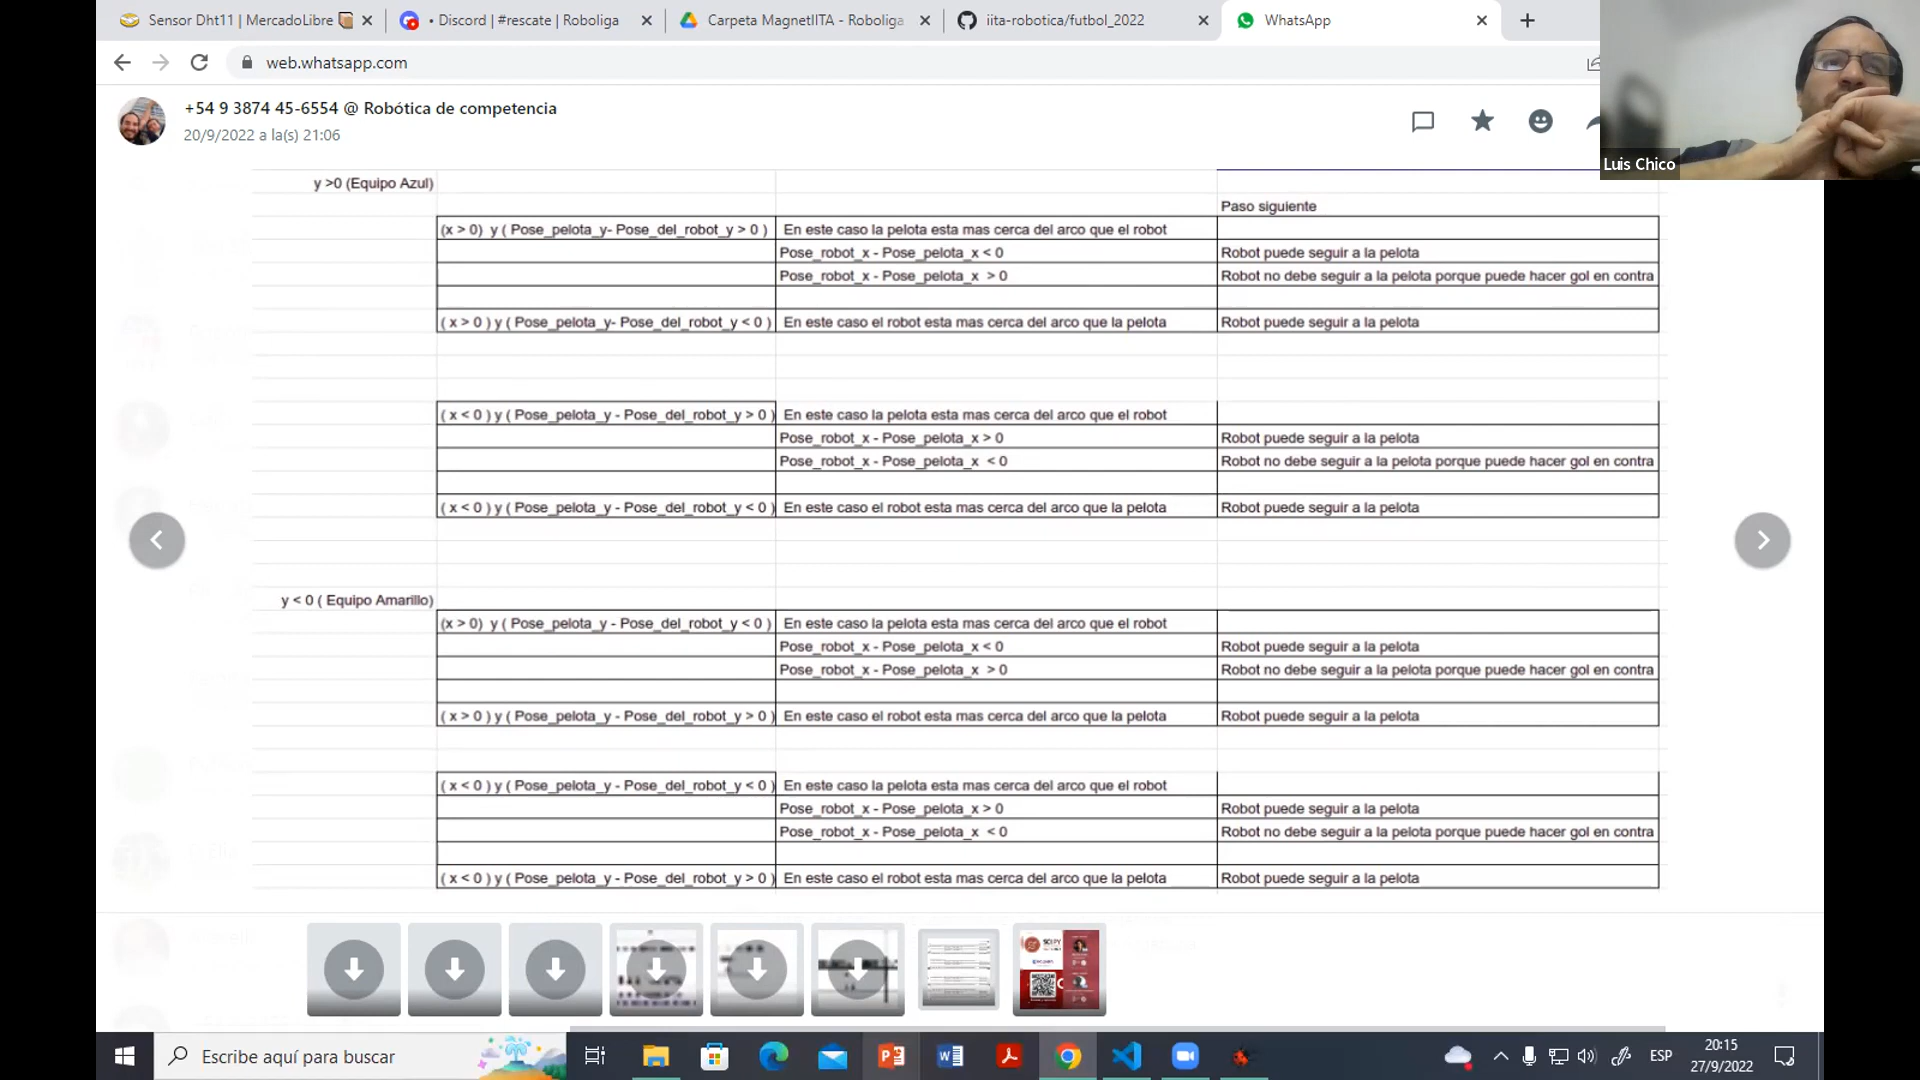 Sensor Dht11 | MercadoLibre
• Discord | #rescate | Roboliga
Carpeta MagnetIITA - Roboliga
iita-robotica/futbol_2022
WhatsApp
web.whatsapp.com
+54 9 3874 45-6554 @ Robótica de competencia
20/9/2022 a la(s) 21:06
Luis Chico
y >0 (Equipo Azul)
Paso siguiente
(x > 0) y ( Pose_pelota_y- Pose_del_robot_y > 0 ) En este caso la pelota esta mas cerca del arco que el robot
Pose_robot_x - Pose_pelota_x < 0 Robot puede seguir a la pelota
Pose_robot_x - Pose_pelota_x > 0 Robot no debe seguir a la pelota porque puede hacer gol en contra
( x > 0 ) y ( Pose_pelota_y- Pose_del_robot_y < 0 ) En este caso el robot esta mas cerca del arco que la pelota Robot puede seguir a la pelota
( x < 0 ) y ( Pose_pelota_y - Pose_del_robot_y > 0 ) En este caso la pelota esta mas cerca del arco que el robot
Pose_robot_x - Pose_pelota_x > 0 Robot puede seguir a la pelota
Pose_robot_x - Pose_pelota_x < 0 Robot no debe seguir a la pelota porque puede hacer gol en contra
( x < 0 ) y ( Pose_pelota_y - Pose_del_robot_y < 0 ) En este caso el robot esta mas cerca del arco que la pelota Robot puede seguir a la pelota
y < 0 ( Equipo Amarillo)
(x > 0) y ( Pose_pelota_y - Pose_del_robot_y < 0 ) En este caso la pelota esta mas cerca del arco que el robot
Pose_robot_x - Pose_pelota_x < 0 Robot puede seguir a la pelota
Pose_robot_x - Pose_pelota_x > 0 Robot no debe seguir a la pelota porque puede hacer gol en contra
( x > 0 ) y ( Pose_pelota_y - Pose_del_robot_y > 0 ) En este caso el robot esta mas cerca del arco que la pelota Robot puede seguir a la pelota
( x < 0 ) y ( Pose_pelota_y - Pose_del_robot_y < 0 ) En este caso la pelota esta mas cerca del arco que el robot
Pose_robot_x - Pose_pelota_x > 0 Robot puede seguir a la pelota
Pose_robot_x - Pose_pelota_x < 0 Robot no debe seguir a la pelota porque puede hacer gol en contra
( x < 0 ) y ( Pose_pelota_y - Pose_del_robot_y > 0 ) En este caso el robot esta mas cerca del arco que la pelota Robot puede seguir a la pelota
Escribe aquí para buscar
ESP
20:15
27/9/2022